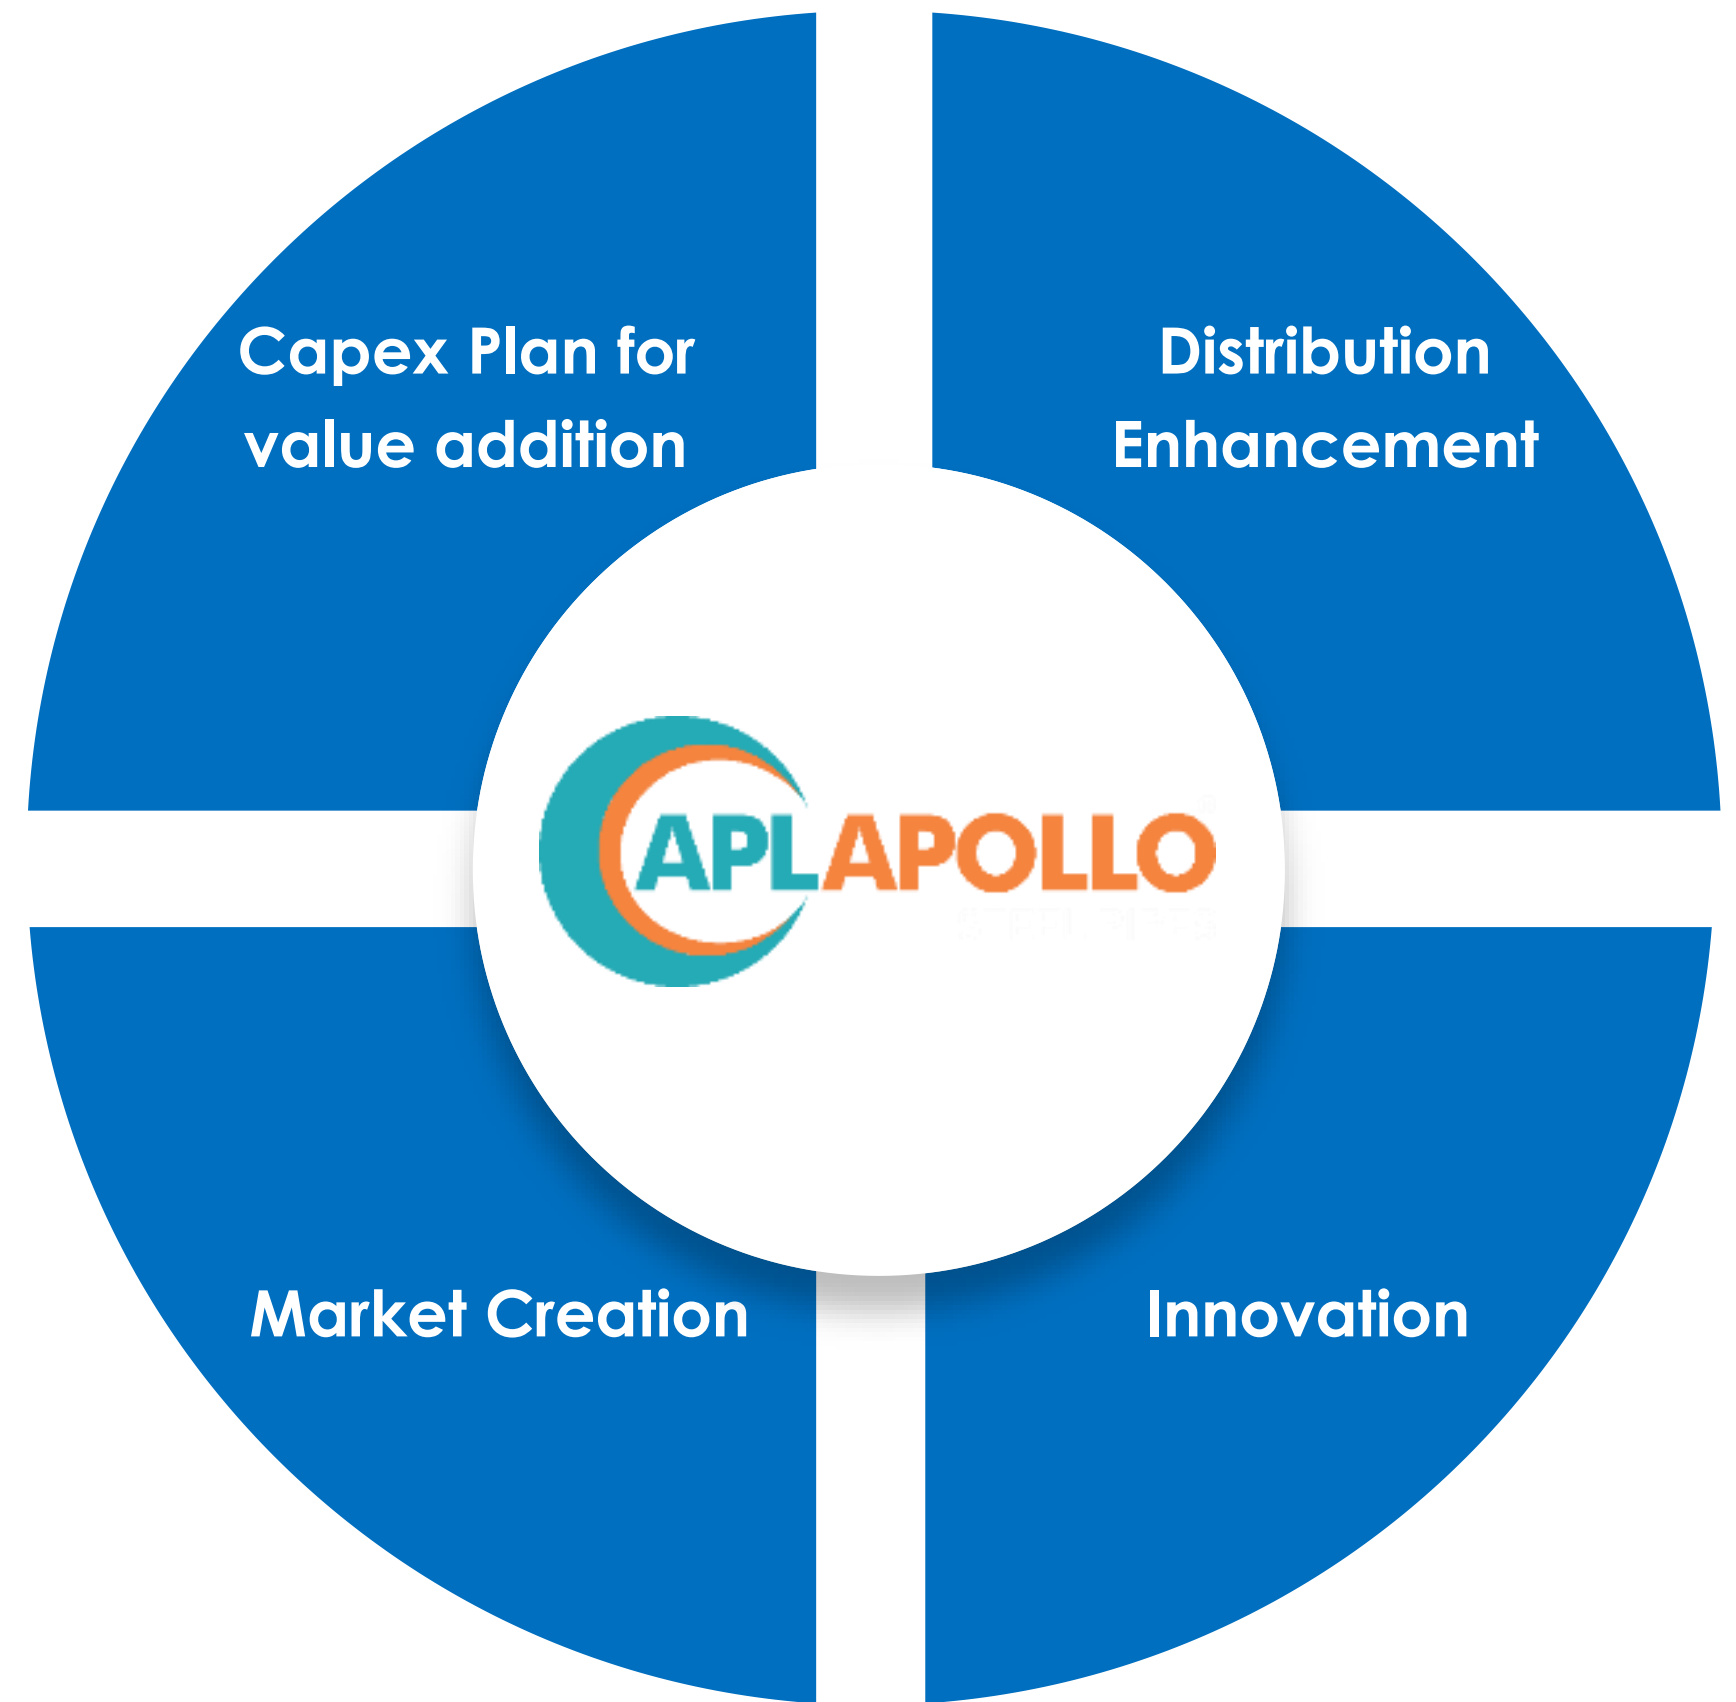 Capex Plan for
value addition
Distribution
Enhancement
APLAPOLLO
Market Creation
Innovation